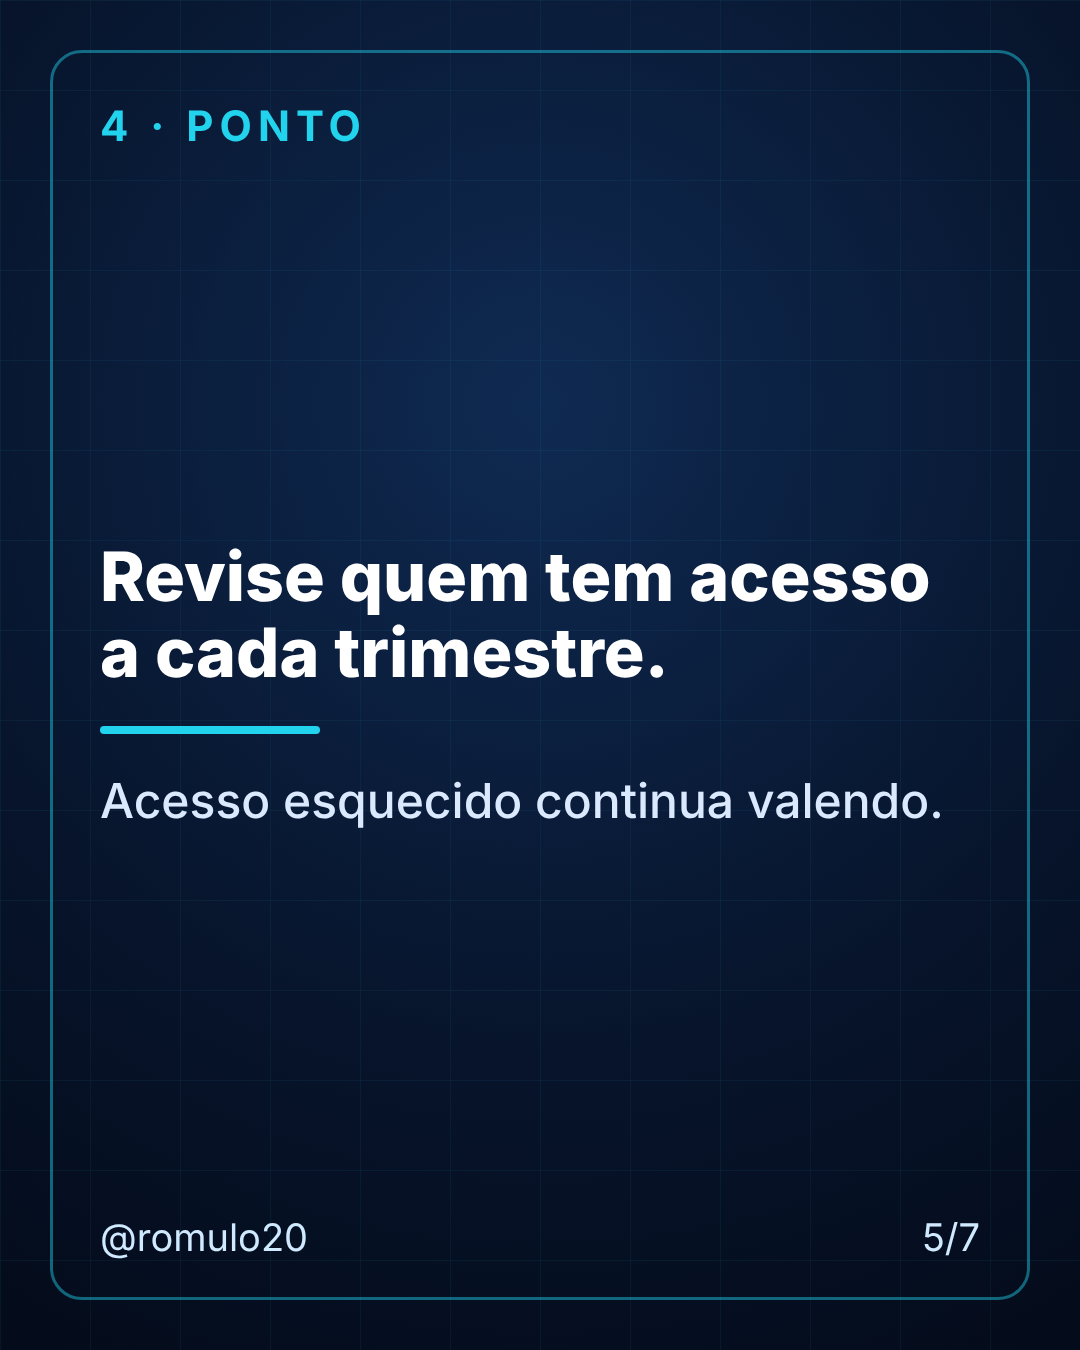 4 · PONTO
Revise quem tem acesso
a cada trimestre.
Acesso esquecido continua valendo.
@romulo20
5/7